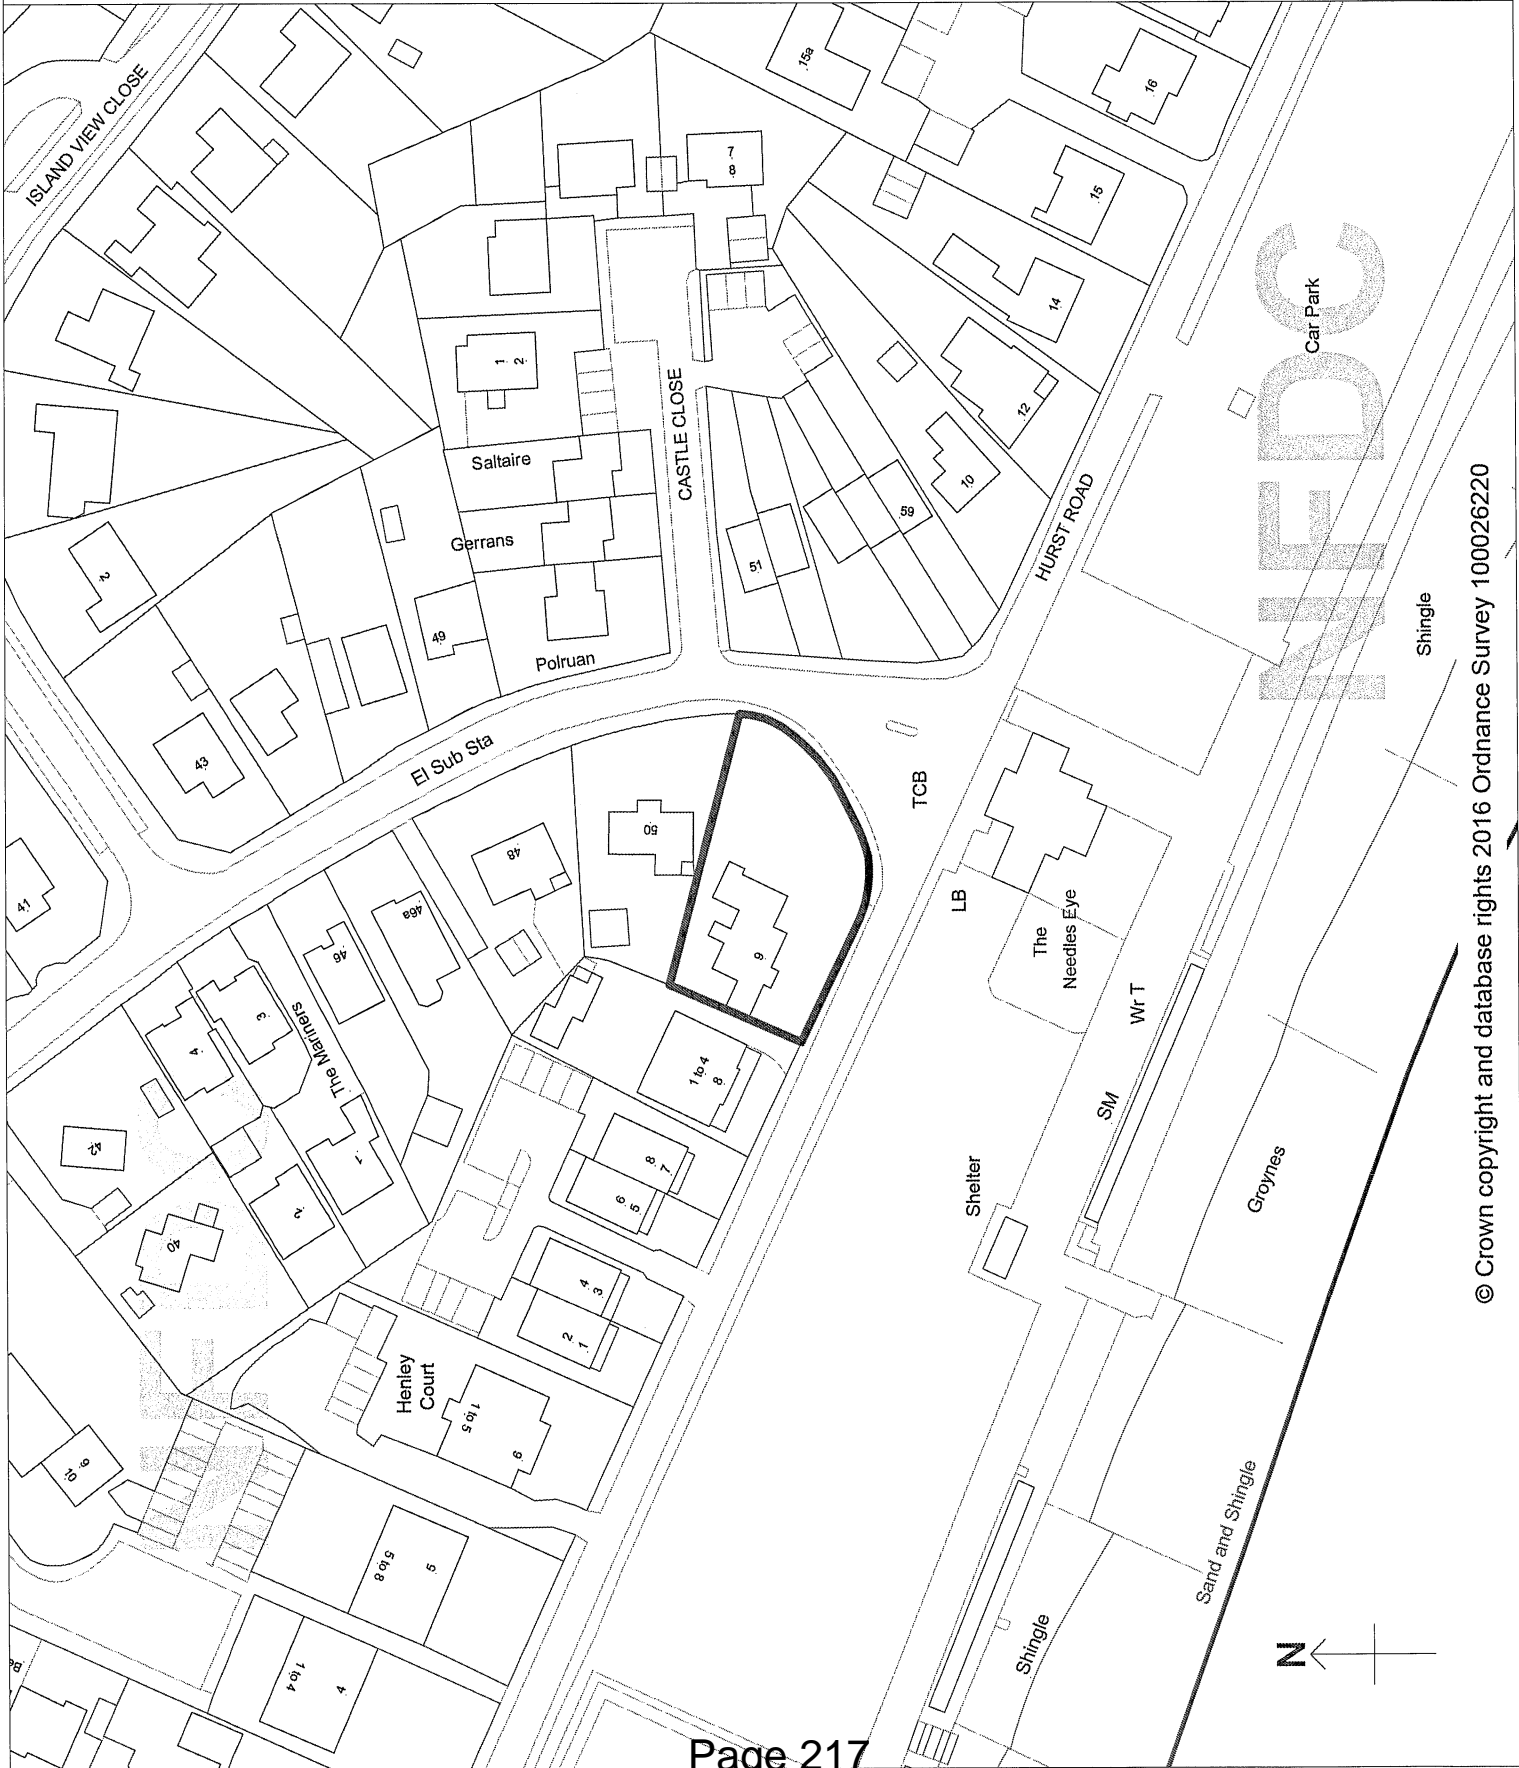 ISLAND VIEW CLOSE
15a
16
7
8
15
14
Car Park
1
2
12
CASTLE CLOSE
Saltaire
10
59
HURST ROAD
NFDC
Gerrans
51
2
49
Shingle
Polruan
43
El Sub Sta
TCB
50
48
41
46a
LB
The
Needles Eye
9
46
3
The Mariners
4
Wr T
1 to 4
8
SM
42
1
8
7
Shelter
6
5
Groynes
2
40
4
3
2
1
Henley
Court
1 to 5
6
9
10
5 to 8
5
Sand and Shingle
Shingle
1 to 4
4
N
© Crown copyright and database rights 2016 Ordnance Survey 100026220
Page 217